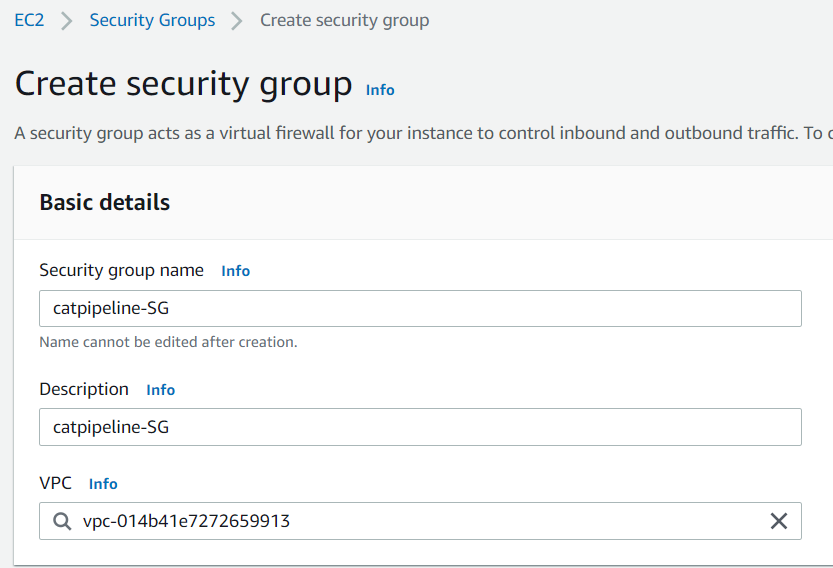 EC2 > Security Groups > Create security group
Create security group Info
A security group acts as a virtual firewall for your instance to control inbound and outbound traffic. To
Basic details
Security group name Info
catpipeline-SG
Name cannot be edited after creation.
Description Info
catpipeline-SG
VPC Info
vpc-014b41e7272659913